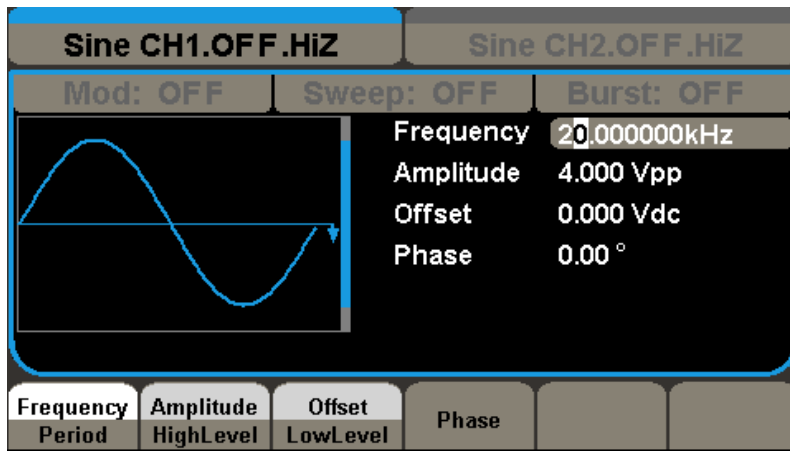 Sine CH1.OFF.HiZ Sine CH2.OFF.HiZ
Mod: OFF Sweep: OFF Burst: OFF
Frequency 20.000000kHz
Amplitude 4.000 Vpp
Offset 0.000 Vdc
Phase 0.00 °
Frequency Amplitude Offset Phase
Period HighLevel LowLevel